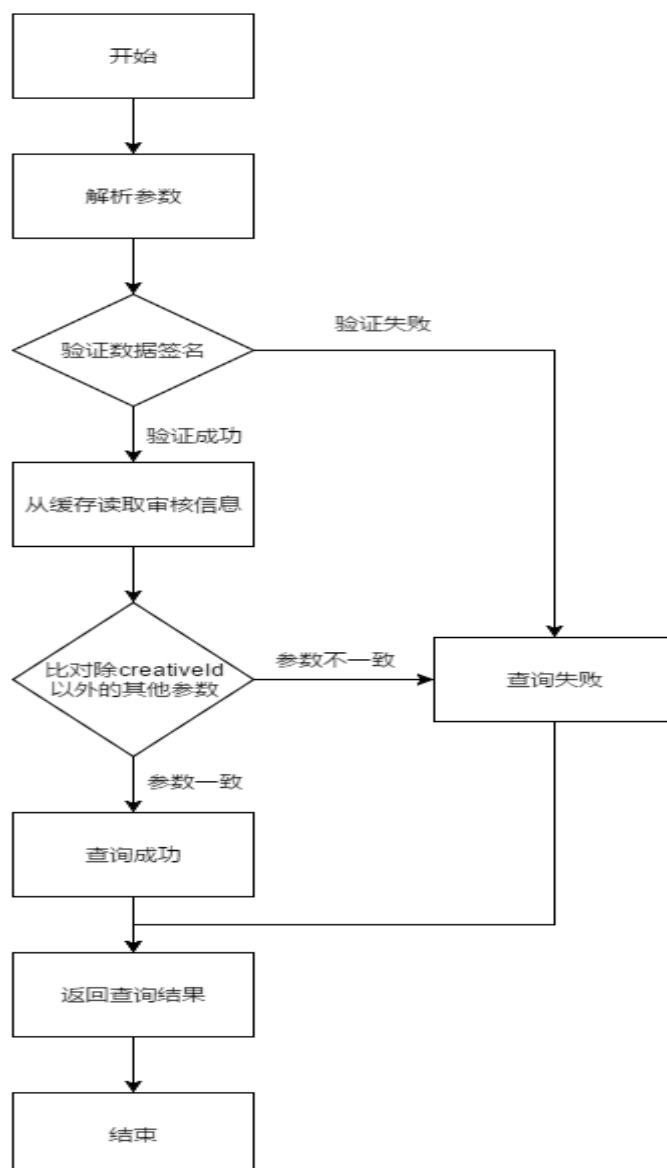 开始
解析参数
验证失败
验证数据签名
验证成功
从缓存读取审核信息
比对除creativeId
以外的其他参数
参数不一致
查询失败
参数一致
查询成功
返回查询结果
结束